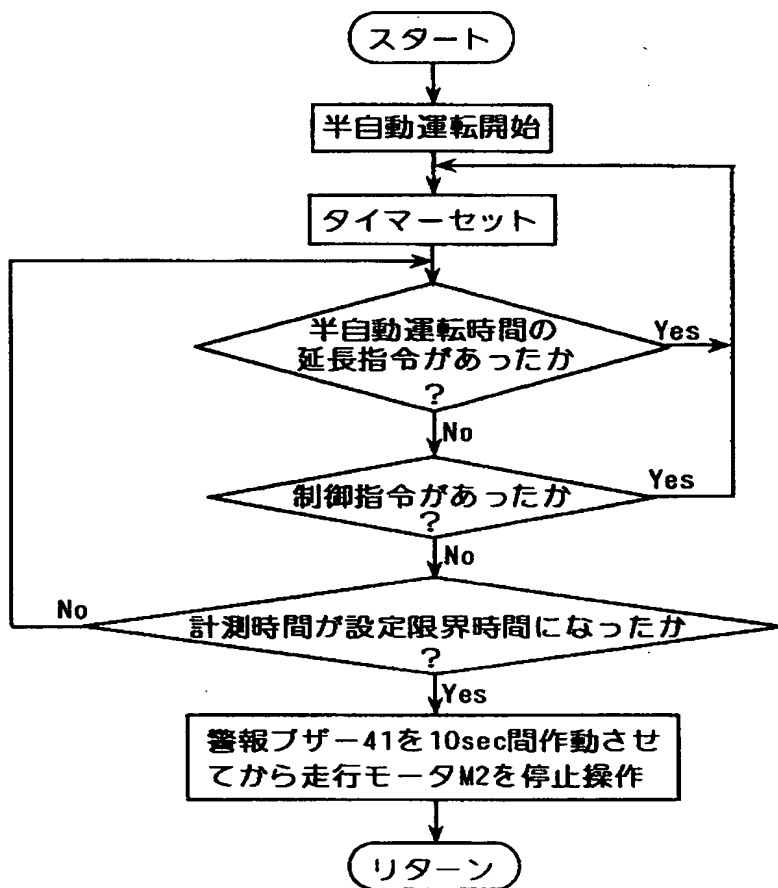 スタート
半自動運転開始
タイマーセット
半自動運転時間の
延長指令があったか
?
Yes
No
制御指令があったか
?
Yes
No
計測時間が設定限界時間になったか
?
No
Yes
警報ブザー41を10sec間作動させ
てから走行モータM2を停止操作
リターン